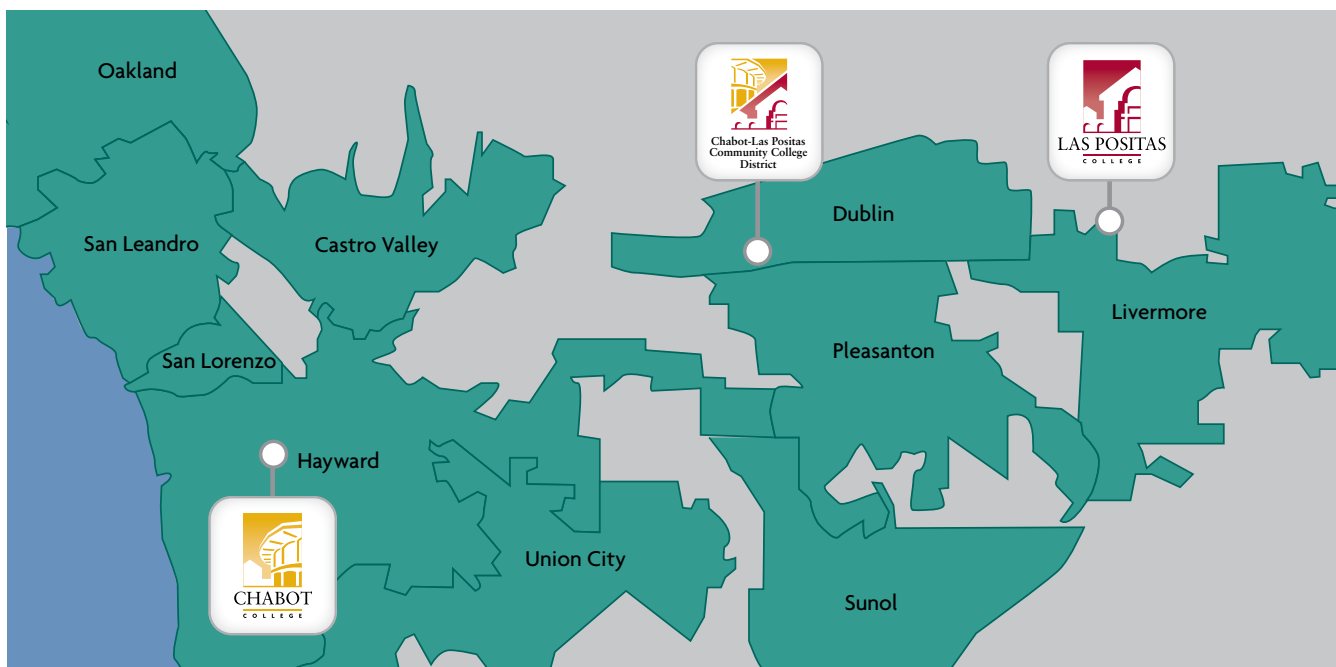 Oakland
Chabot-Las Positas
Community College
District
LAS POSITAS
COLLEGE
Dublin
San Leandro
Castro Valley
Livermore
San Lorenzo
Pleasanton
Hayward
CHABOT
COLLEGE
Union City
Sunol